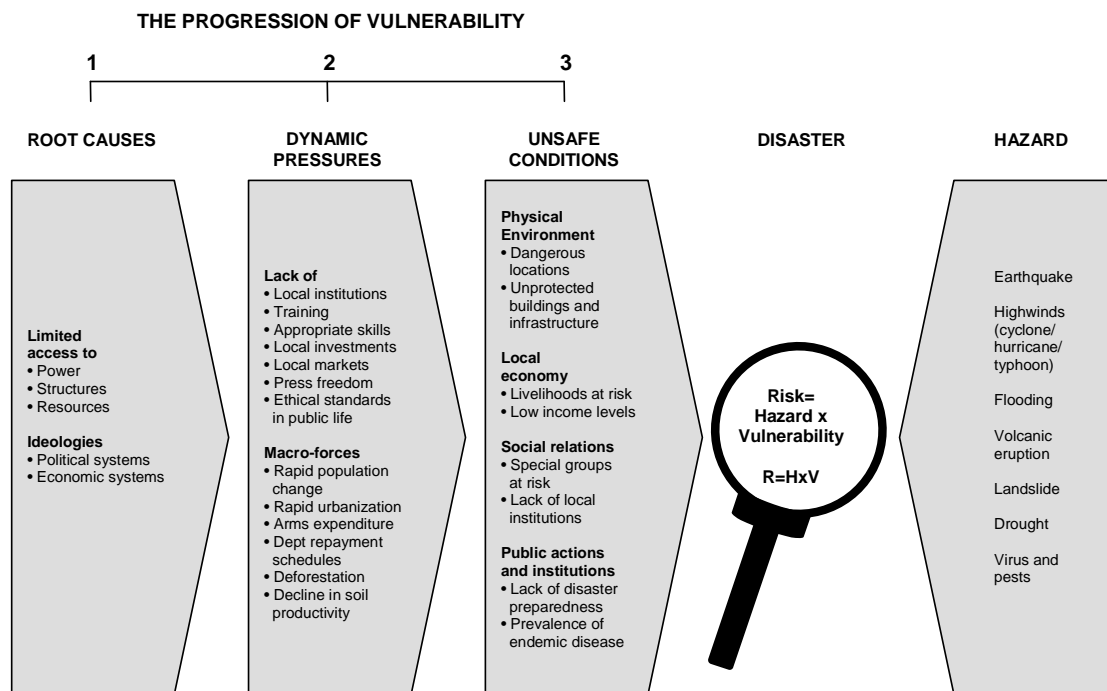 THE PROGRESSION OF VULNERABILITY
1
2
3
ROOT CAUSES
DYNAMIC
PRESSURES
UNSAFE
CONDITIONS
DISASTER
HAZARD
Limited
access to
• Power
• Structures
• Resources
Ideologies
• Political systems
• Economic systems
Lack of
• Local institutions
• Training
• Appropriate skills
• Local investments
• Local markets
• Press freedom
• Ethical standards
in public life
Macro-forces
• Rapid population
change
• Rapid urbanization
• Arms expenditure
• Dept repayment
schedules
• Deforestation
• Decline in soil
productivity
Physical
Environment
• Dangerous
locations
• Unprotected
buildings and
infrastructure
Local
economy
• Livelihoods at risk
• Low income levels
Social relations
• Special groups
at risk
• Lack of local
institutions
Public actions
and institutions
• Lack of disaster
preparedness
• Prevalence of
endemic disease
Risk=
Hazard x
Vulnerability
R=HxV
Earthquake
Highwinds
(cyclone/
hurricane/
typhoon)
Flooding
Volcanic
eruption
Landslide
Drought
Virus and
pests